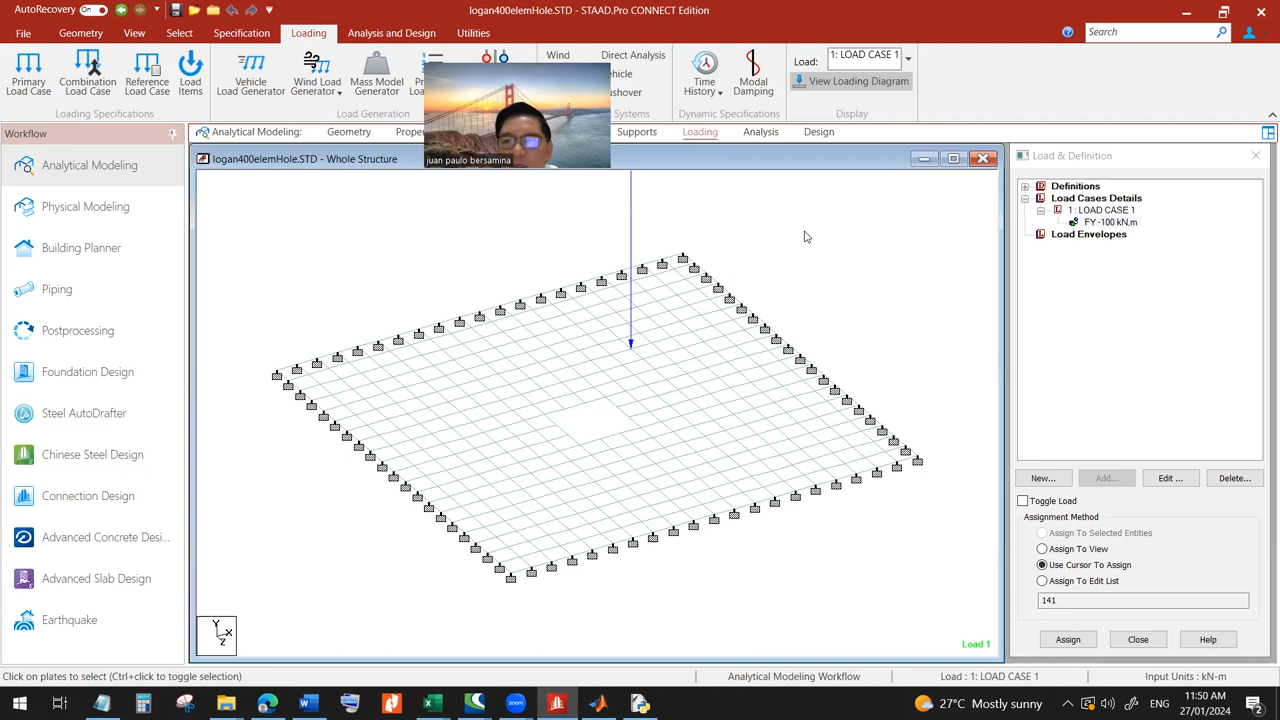 AutoRecovery On
logan400elemHole.STD - STAAD.Pro CONNECT Edition
File
Geometry
View
Select
Specification
Loading
Analysis and Design
Utilities
Search
Primary Load Case
Combination Load Case
Reference Load Case
Load Items
Loading Specifications
Vehicle Load Generator
Wind Load Generator
Mass Model Generator
Load Generation
Wind
Direct Analysis
Systems
Time History
Modal Damping
Dynamic Specifications
Load:
1: LOAD CASE 1
View Loading Diagram
Display
juan paulo bersamina
Workflow
Analytical Modeling:
Geometry
Supports
Loading
Analysis
Design
Analytical Modeling
Physical Modeling
Building Planner
Piping
Postprocessing
Foundation Design
Steel AutoDrafter
Chinese Steel Design
Connection Design
Advanced Concrete Desi...
Advanced Slab Design
Earthquake
logan400elemHole.STD - Whole Structure
Y
X
Z
Load 1
Load & Definition
Definitions
Load Cases Details
1 : LOAD CASE 1
FY -100 kN,m
Load Envelopes
New...
Add...
Edit ...
Delete...
Toggle Load
Assignment Method
Assign To Selected Entities
Assign To View
Use Cursor To Assign
Assign To Edit List
141
Assign
Close
Help
Click on plates to select (Ctrl+click to toggle selection)
Analytical Modeling Workflow
Load : 1: LOAD CASE 1
Input Units : kN-m
27°C Mostly sunny
ENG
11:50 AM
27/01/2024